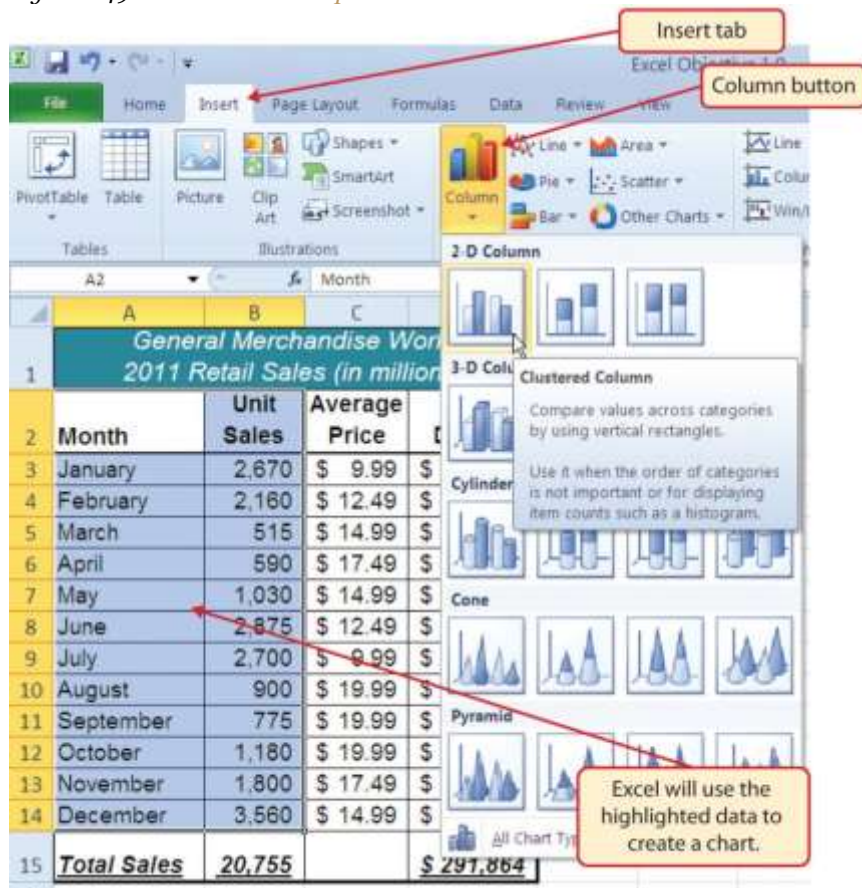 Insert tab
Excel Objective
Column button
File Home Insert Page Layout Formulas Data Review View
Shapes
SmartArt
Screenshot
PivotTable Table Picture Clip Art
Column
Line Area
Pie Scatter
Bar Other Charts
Line
Colu
Win/
Tables Illustrations
A2 fx Month
2-D Column
A B C
1 General Merchandise Wor
2011 Retail Sales (in million
2 Month Unit Sales Average Price
3 January 2,670 $ 9.99 $
4 February 2,160 $ 12.49 $
5 March 515 $ 14.99 $
6 April 590 $ 17.49 $
7 May 1,030 $ 14.99 $
8 June 2,875 $ 12.49 $
9 July 2,700 $ 9.99 $
10 August 900 $ 19.99 $
11 September 775 $ 19.99 $
12 October 1,180 $ 19.99 $
13 November 1,800 $ 17.49 $
14 December 3,560 $ 14.99 $
15 Total Sales 20,755 $ 291,864
3-D Colu
Clustered Column
Compare values across categories
by using vertical rectangles.
Use it when the order of categories
is not important or for displaying
item counts such as a histogram.
Cylinder
Cone
Pyramid
All Chart Ty
Excel will use the
highlighted data to
create a chart.